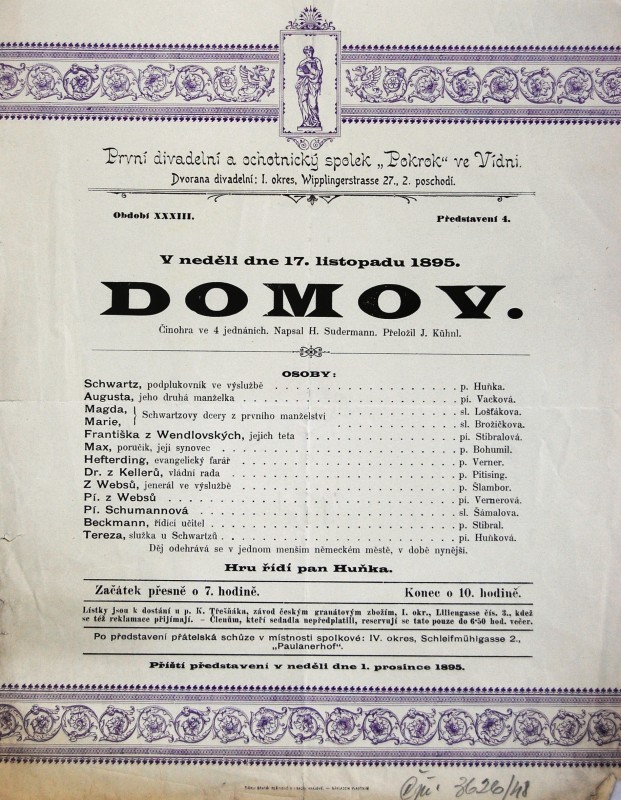 První divadelní a ochotnický spolek „Pokrok“ ve Vídni.
Dvorana divadelní: I. okres, Wipplingerstrasse 27., 2. poschodí.
Období XXXIII. Představení 4.
V neděli dne 17. listopadu 1895.
DOMOV.
Činohra ve 4 jednáních. Napsal H. Sudermann. Přeložil J. Kühnl.
OSOBY:
Schwartz, podplukovník ve výslužbě . . . p. Huňka.
Augusta, jeho druhá manželka . . . pí. Vacková.
Magda, } Schwartzovy dcery z prvního manželství . . . sl. Lošťákova.
Marie, } . . . sl. Brožíčkova.
Františka z Wendlovských, jejich teta . . . pí. Stibralová.
Max, poručík, její synovec . . . p. Bohumil.
Hefterding, evangelický farář . . . p. Verner.
Dr. z Kellerů, vládní rada . . . p. Pitising.
Z Websů, jenerál ve výslužbě . . . p. Šlambor.
Pí. z Websů . . . pí. Vernerová.
Pí. Schumannová . . . sl. Šámalova.
Beckmann, řídící učitel . . . p. Stibral.
Tereza, služka u Schwartzů . . . pí. Huňková.
Děj odehrává se v jednom menším německém městě, v době nynější.
Hru řídí pan Huňka.
Začátek přesně o 7. hodině. Konec o 10. hodině.
Lístky jsou k dostání u p. K. Třešňáka, závod českým granátovým zbožím, I. okr., Liliengasse čís. 3., kdež
se též reklamace přijímají. – Členům, kteří sedadla nepředplatili, reservují se tato pouze do 6·30 hod. večer.
Po představení přátelská schůze v místnosti spolkové: IV. okres, Schleifmühlgasse 2.,
„Paulanerhof“.
Příští představení v neděli dne 1. prosince 1895.
3626/48